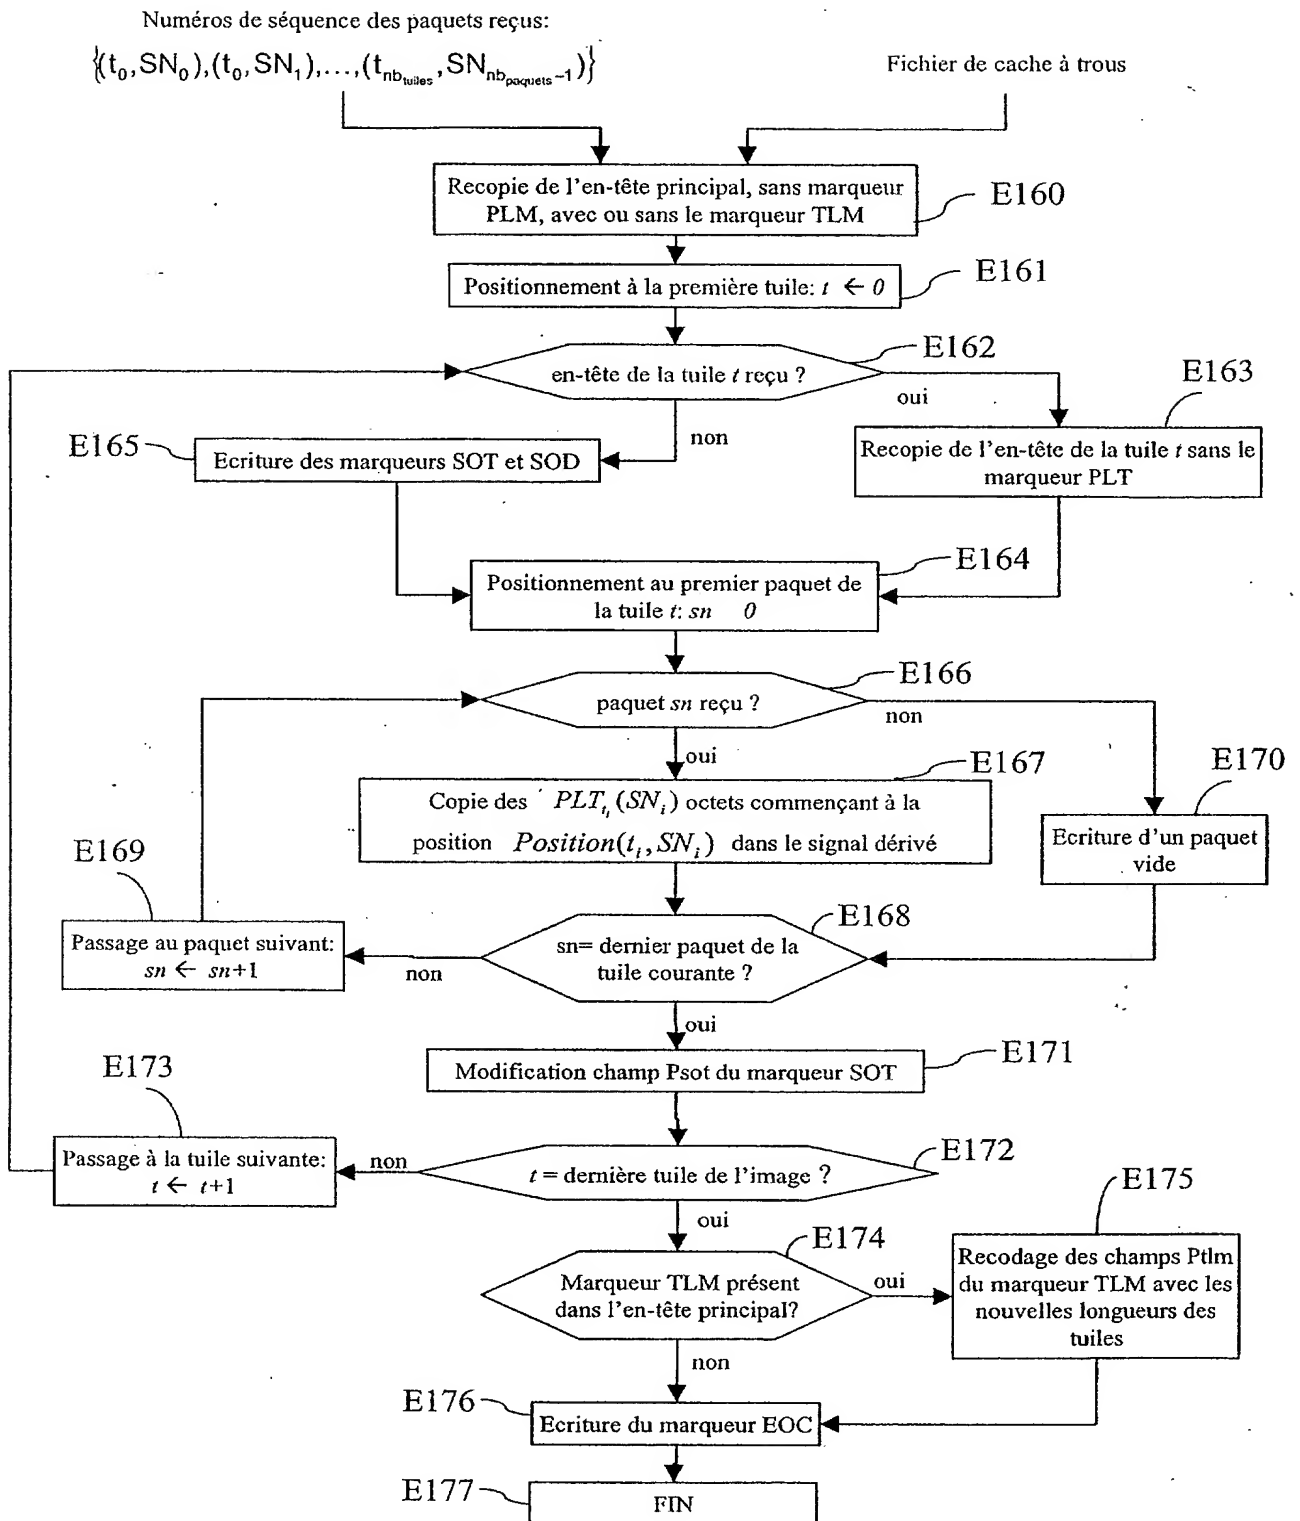 Numéros de séquence des paquets reçus:
{(t0,SN0),(t0,SN1),...,(tnbtuiles,SNnbpaquets-1)}
Fichier de cache à trous
Recopie de l'en-tête principal, sans marqueur
PLM, avec ou sans le marqueur TLM
E160
Positionnement à la première tuile: t ← 0
E161
en-tête de la tuile t reçu ?
E162
oui
non
E163
Recopie de l'en-tête de la tuile t sans le
marqueur PLT
E165
Ecriture des marqueurs SOT et SOD
E164
Positionnement au premier paquet de
la tuile t: sn 0
E166
paquet sn reçu ?
non
oui
E167
Copie des PLTti(SNi) octets commençant à la
position Position(ti,SNi) dans le signal dérivé
E170
Ecriture d'un paquet
vide
E169
Passage au paquet suivant:
sn ← sn+1
E168
sn= dernier paquet de la
tuile courante ?
non
oui
E171
Modification champ Psot du marqueur SOT
E173
Passage à la tuile suivante:
t ← t+1
non
E172
t = dernière tuile de l'image ?
oui
E174
Marqueur TLM présent
dans l'en-tête principal?
oui
non
E175
Recodage des champs Ptlm
du marqueur TLM avec les
nouvelles longueurs des
tuiles
E176
Ecriture du marqueur EOC
E177
FIN